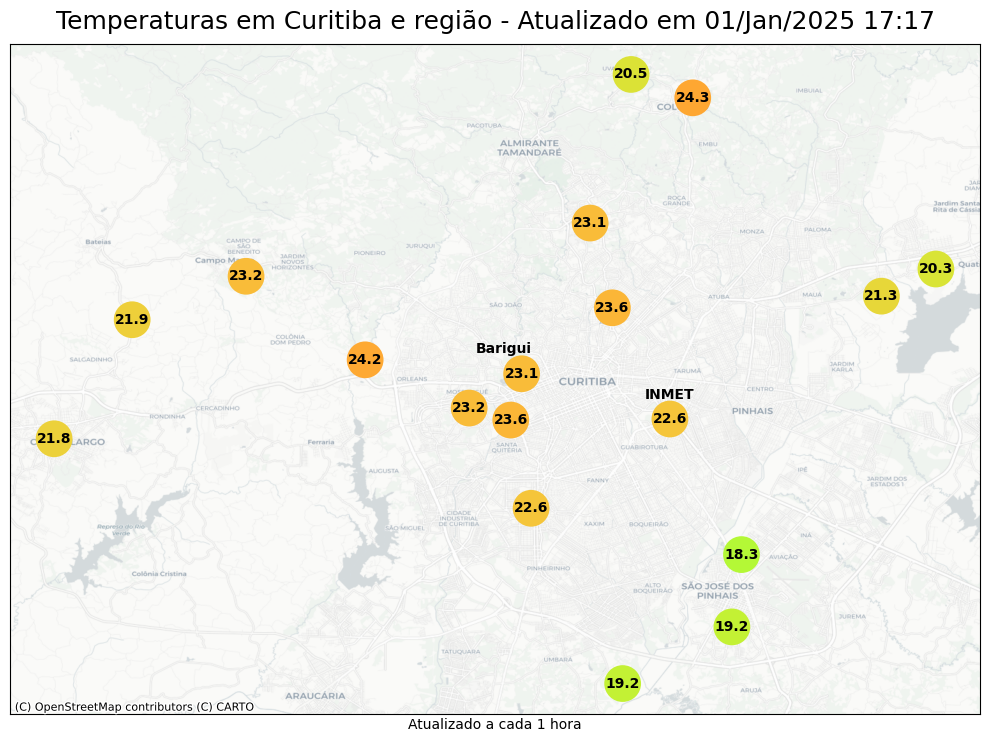 Temperaturas em Curitiba e região - Atualizado em 01/Jan/2025 17:17
20.5
24.3
IMBUIAL
PACOTUBA
EMBU
ALMIRANTE
TAMANDARÉ
ROÇA
GRANDE
Jardim Santa
Rita de Cássia
23.1
MONZA
PALOMA
Bateias
CAMPO DE
SÃO
BENEDITO
JURUQUI
PIONEIRO
JARDIM
NOVOS
HORIZONTES
23.2
20.3
21.3
MAUÁ
ATUBA
SÃO JOÃO
23.6
21.9
COLÔNIA
DOM PEDRO
Barigui
SALGADINHO
24.2
JARDIM
KARLA
TARUMÃ
23.1
ORLEANS
CURITIBA
CENTRO
INMET
23.2
CERCADINHO
RONDINHA
PINHAIS
23.6
22.6
21.8
Ferraria
SANTA
QUITÉRIA
GUABIROTUBA
AUGUSTA
IPÊ
JARDIM DOS
ESTADOS I
FANNY
22.6
CIDADE
INDUSTRIAL
DE CURITIBA
SÃO MIGUEL
XAXIM
BOQUEIRÃO
Represa do Rio
Verde
INÁ
18.3
AVIAÇÃO
PINHEIRINHO
Colônia Cristina
ALTO
BOQUEIRÃO
SÃO JOSÉ DOS
PINHAIS
JUREMA
19.2
TATUQUARA
UMBARÁ
19.2
ARUJÁ
ARAUCÁRIA
(C) OpenStreetMap contributors (C) CARTO
Atualizado a cada 1 hora